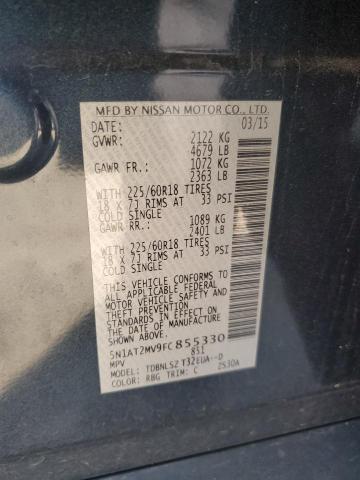 MFD BY NISSAN MOTOR CO., LTD.
DATE: 03/15
GVWR: 2122 KG
4679 LB
GAWR FR.: 1072 KG
2363 LB
WITH 225/60R18 TIRES
18 X 7J RIMS AT 33 PSI
COLD SINGLE
GAWR RR.: 1089 KG
2401 LB
WITH 225/60R18 TIRES
18 X 7J RIMS AT 33 PSI
COLD SINGLE
THIS VEHICLE CONFORMS TO
ALL APPLICABLE FEDERAL
MOTOR VEHICLE SAFETY AND
THEFT PREVENTION
STANDARDS IN EFFECT ON
THE DATE OF MANUFACTURE
SHOWN ABOVE.
5N1AT2MV9FC855330
MPV 851
MODEL: TDBNLSZ T32EUA--D
COLOR: RBG TRIM: C 2530A